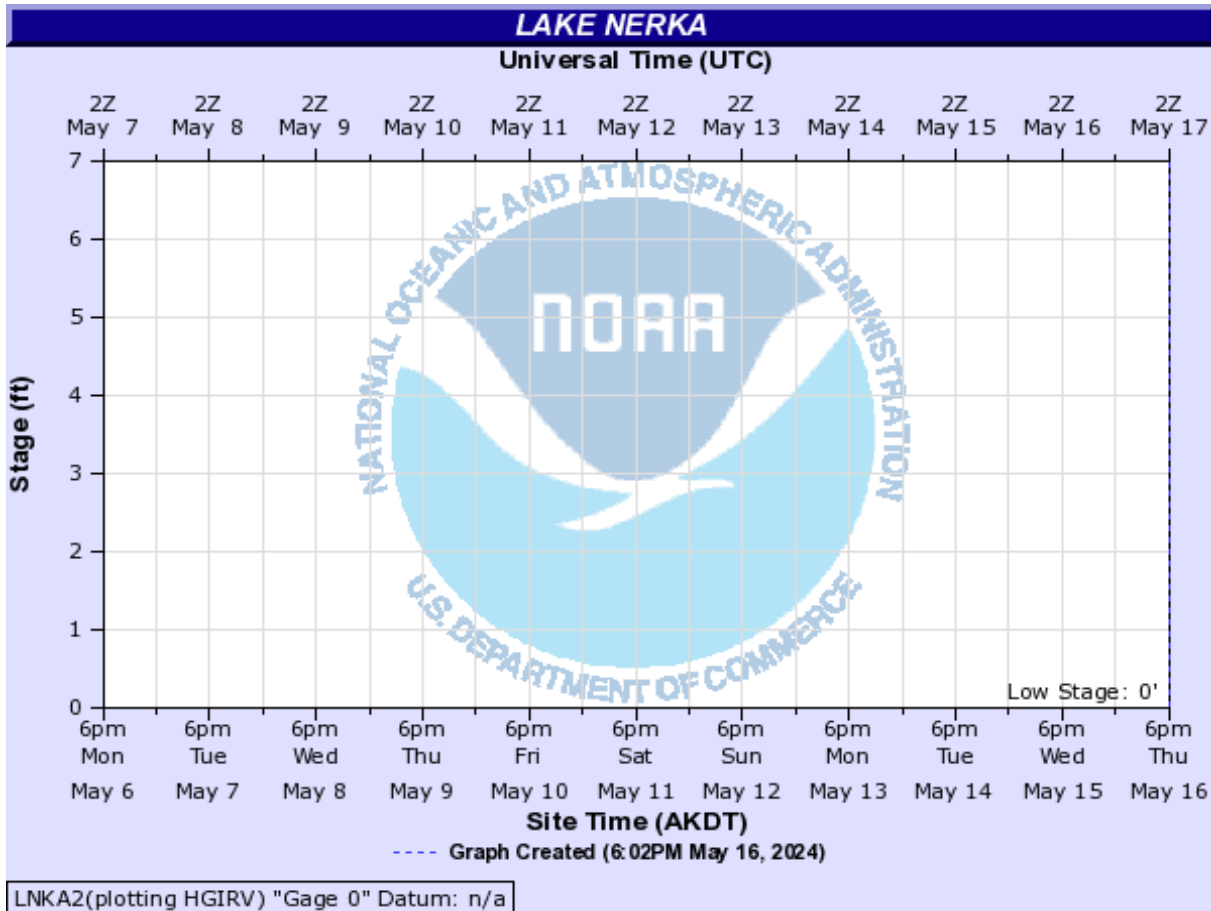 LAKE NERKA
Universal Time (UTC)
2Z 2Z 2Z 2Z 2Z 2Z 2Z 2Z 2Z 2Z 2Z
May 7 May 8 May 9 May 10 May 11 May 12 May 13 May 14 May 15 May 16 May 17
7
6
5
4
3
2
1
0
Stage (ft)
NATIONAL OCEANIC AND ATMOSPHERIC ADMINISTRATION
NOAA
U.S. DEPARTMENT OF COMMERCE
Low Stage: 0'
6pm 6pm 6pm 6pm 6pm 6pm 6pm 6pm 6pm 6pm 6pm
Mon Tue Wed Thu Fri Sat Sun Mon Tue Wed Thu
May 6 May 7 May 8 May 9 May 10 May 11 May 12 May 13 May 14 May 15 May 16
Site Time (AKDT)
---- Graph Created (6:02PM May 16, 2024)
LNKA2(plotting HGIRV) "Gage 0" Datum: n/a